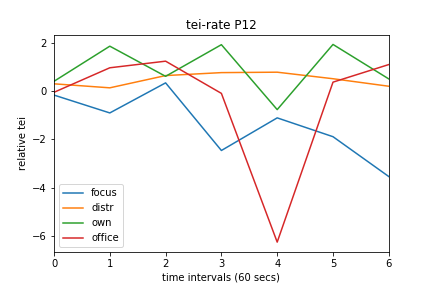 tei-rate P12
2
0
−2
−4
−6
relative tei
focus
distr
own
office
0 1 2 3 4 5 6
time intervals (60 secs)